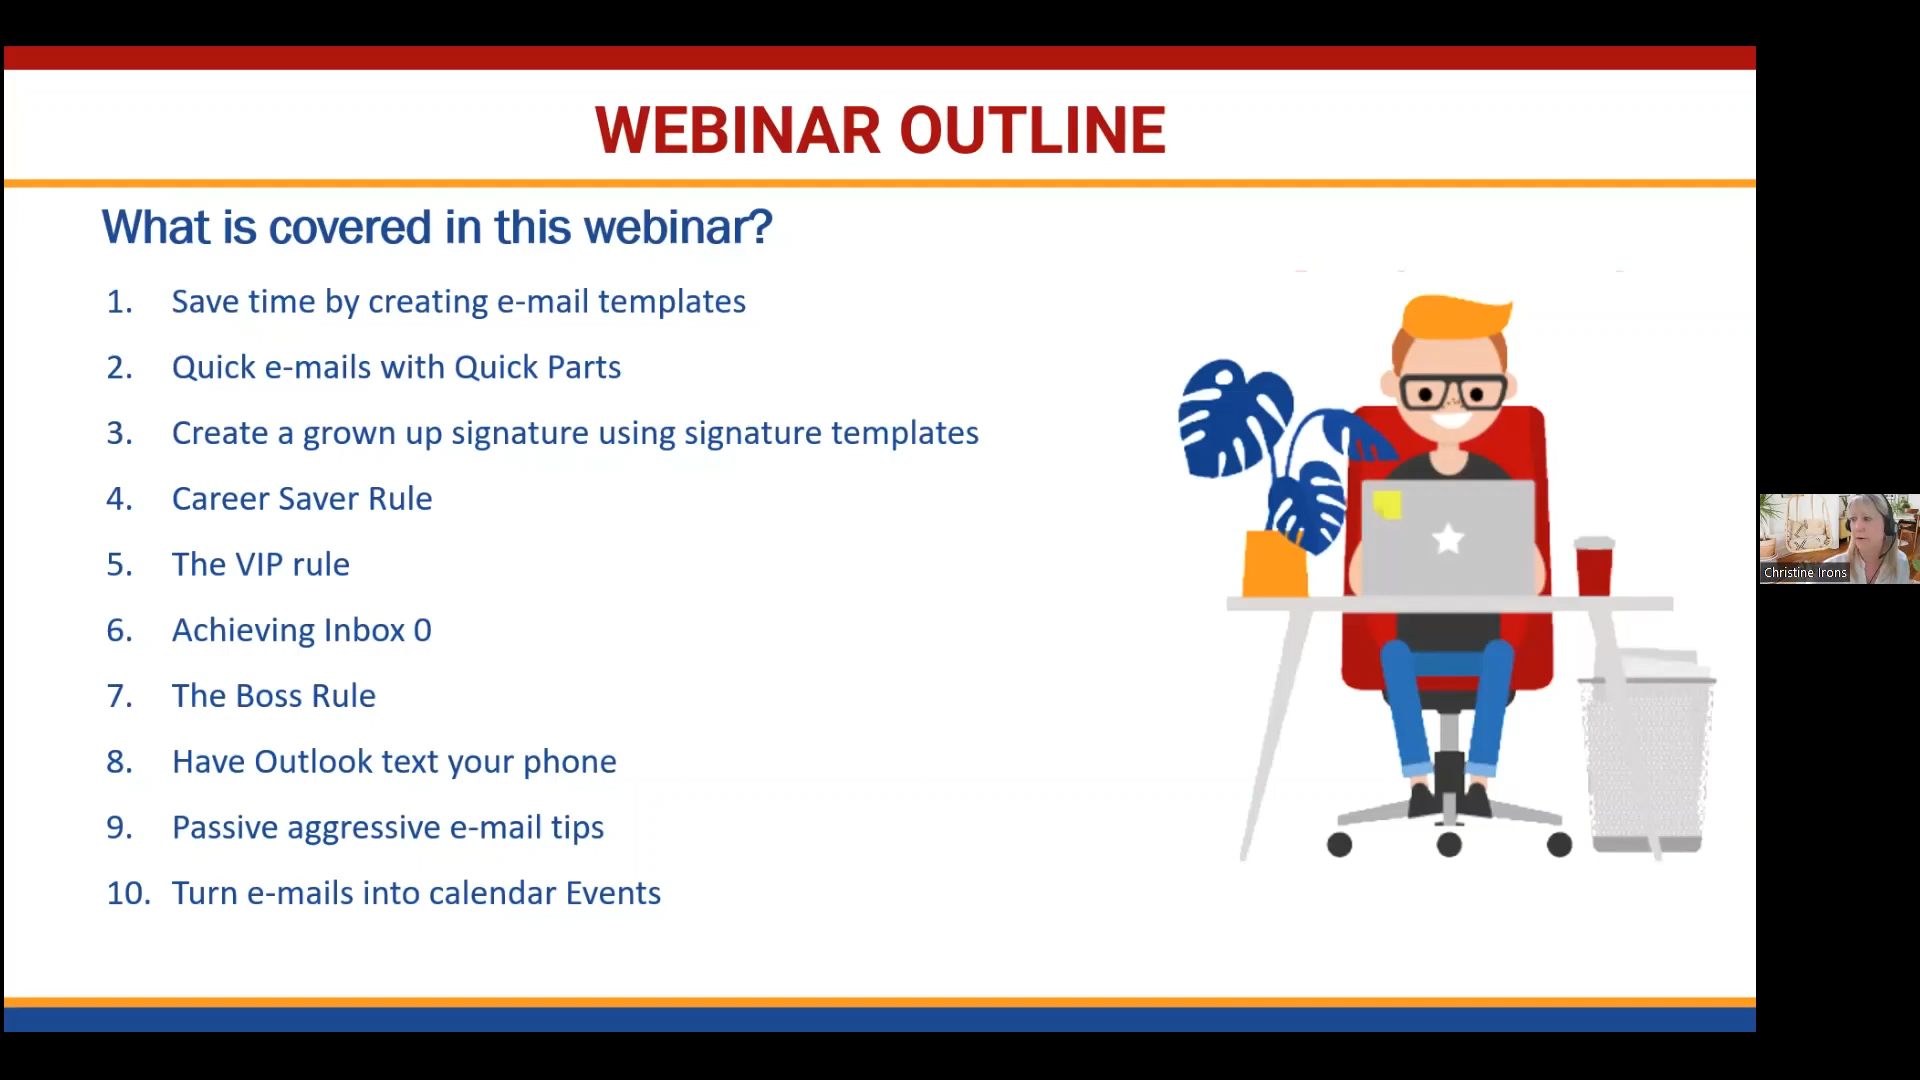 WEBINAR OUTLINE
What is covered in this webinar?
1. Save time by creating e-mail templates
2. Quick e-mails with Quick Parts
3. Create a grown up signature using signature templates
4. Career Saver Rule
5. The VIP rule
6. Achieving Inbox 0
7. The Boss Rule
8. Have Outlook text your phone
9. Passive aggressive e-mail tips
10. Turn e-mails into calendar Events
Christine Irons